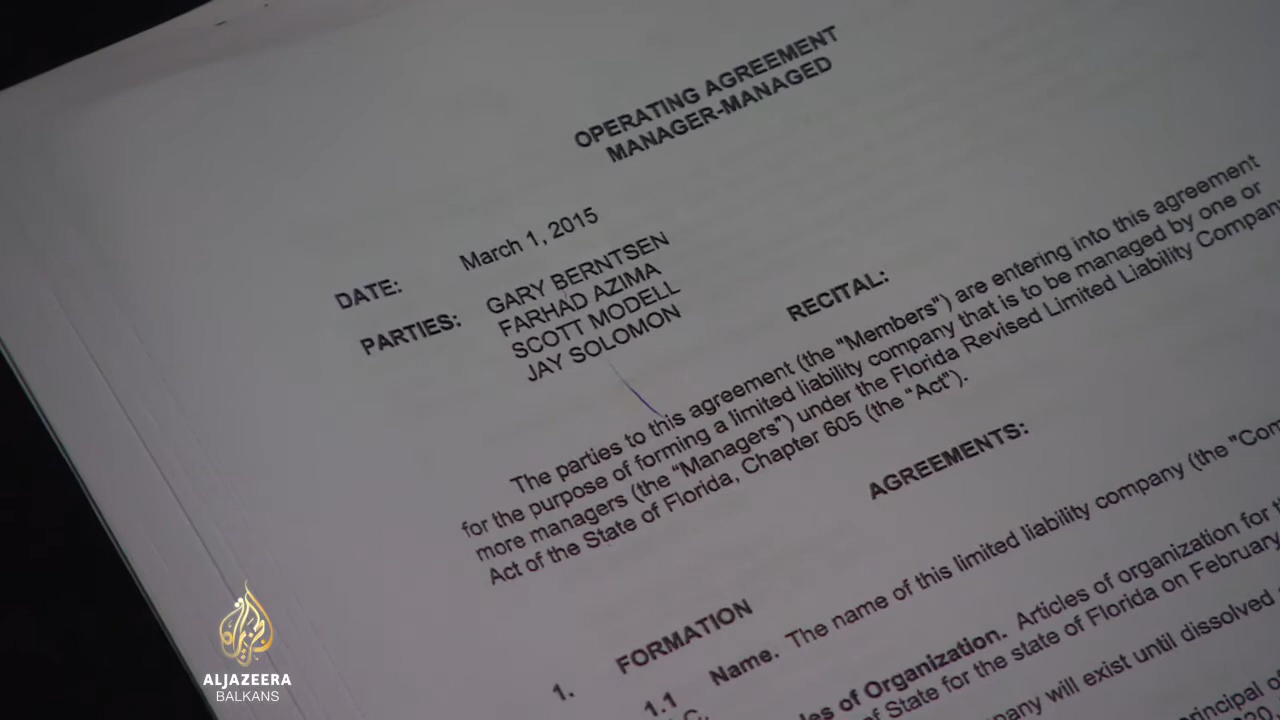 OPERATING AGREEMENT
MANAGER-MANAGED
DATE: March 1, 2015
PARTIES: GARY BERNTSEN
FARHAD AZIMA
SCOTT MODELL
JAY SOLOMON
RECITAL:
The parties to this agreement (the "Members") are entering into this agreement
for the purpose of forming a limited liability company that is to be managed by one or
more managers (the “Managers”) under the Florida Revised Limited Liability Company
Act of the State of Florida, Chapter 605 (the “Act”).
AGREEMENTS:
1. FORMATION
1.1 Name. The name of this limited liability company (the "Com
of Organization. Articles of organization for
of State for the state of Florida on February
will exist until dissolved
principal of
ALJAZEERA
BALKANS